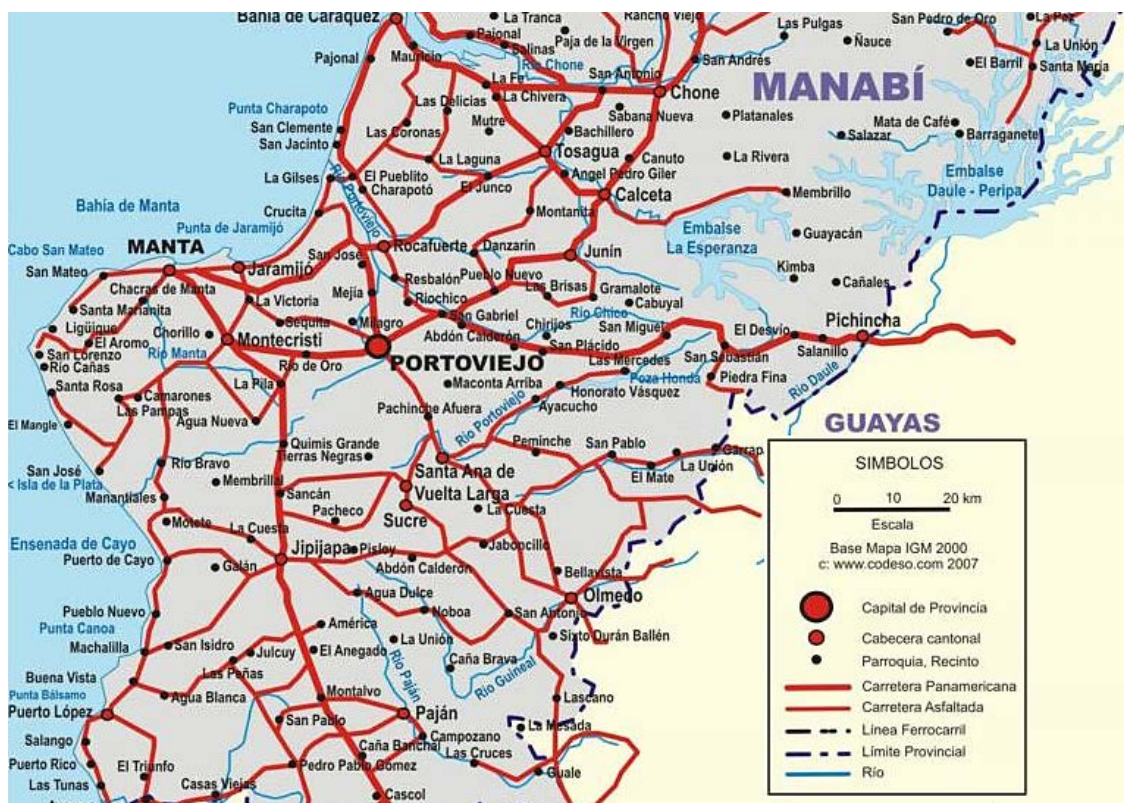 Bahía de Caráquez
La Tranca
Rancho Viejo
Las Pulgas
San Pedro de Oro
La Paz
Pajonal
Mauricio
Pajonal
Salinas
Paja de la Virgen
Ñauce
La Unión
El Barril
Santa María
Río Chone
San Antonio
San Andrés
La Fe
La Chivera
Chone
MANABÍ
Punta Charapoto
Las Delicias
Sabana Nueva
Platanales
San Clemente
Las Coronas
Mutre
Bachillero
Salazar
Mata de Café
Barraganete
San Jacinto
La Laguna
Tosagua
Canuto
La Rivera
La Gilses
El Pueblito
Charapotó
El Junco
Angel Pedro Giler
Embalse
Daule - Peripa
Río Portoviejo
Calceta
Membrillo
Bahía de Manta
Crucita
Montanita
Embalse
La Esperanza
Punta de Jaramijó
Guayacán
Cabo San Mateo
MANTA
Rocafuerte
Danzarín
Junín
San Mateo
Jaramijó
San José
Resbalón
Pueblo Nuevo
Kimba
Cañales
Chacras de Manta
La Victoria
Mejía
Riochico
Las Brisas
Gramalote
Cabuyal
Santa Marianita
Sequita
Milagro
San Gabriel
Río Chico
Ligüique
Chorillo
Abdón Calderón
Chirijos
San Miguel
El Desvio
Pichincha
El Aromo
Montecristi
San Plácido
Salanillo
San Lorenzo
Río Manta
Río de Oro
PORTOVIEJO
Las Mercedes
San Sebastián
Río Cañas
Santa Rosa
La Pila
Maconta Arriba
Poza Honda
Piedra Fina
Río Daule
Camarones
Honorato Vásquez
Las Pampas
Pachinche Afuera
Ayacucho
El Mangle
Agua Nueva
Río Portoviejo
GUAYAS
Quimis Grande
Peminche
San Pablo
Garrap
Tierras Negras
San José
Río Bravo
Santa Ana de
Vuelta Larga
La Unión
El Mate
< Isla de la Plata
Membrillal
Manantiales
Sancán
Motete
Pacheco
Sucre
La Cuesta
La Cuesta
Ensenada de Cayo
Jipijapa
Pisloy
Jaboncillo
Puerto de Cayo
Galán
Abdón Calderón
Bellavista
Agua Dulce
Olmedo
Pueblo Nuevo
Noboa
San Antonio
Punta Canoa
América
La Unión
Sixto Durán Ballén
Machalilla
San Isidro
Julcuy
El Anegado
Caña Brava
Las Peñas
Río Guineal
Buena Vista
Río Paján
Punta Bálsamo
Agua Blanca
Montalvo
Lascano
Puerto López
San Pablo
Paján
La Mesada
Salango
Campozano
Caña Banchal
Las Cruces
Puerto Rico
El Triunfo
Pedro Pablo Gómez
Guale
Las Tunas
Casas Viejas
Cascol
SIMBOLOS
0 10 20 km
Escala
Base Mapa IGM 2000
c: www.codeso.com 2007
Capital de Provincia
Cabecera cantonal
Parroquia, Recinto
Carretera Panamericana
Carretera Asfaltada
Línea Ferrocarril
Límite Provincial
Río